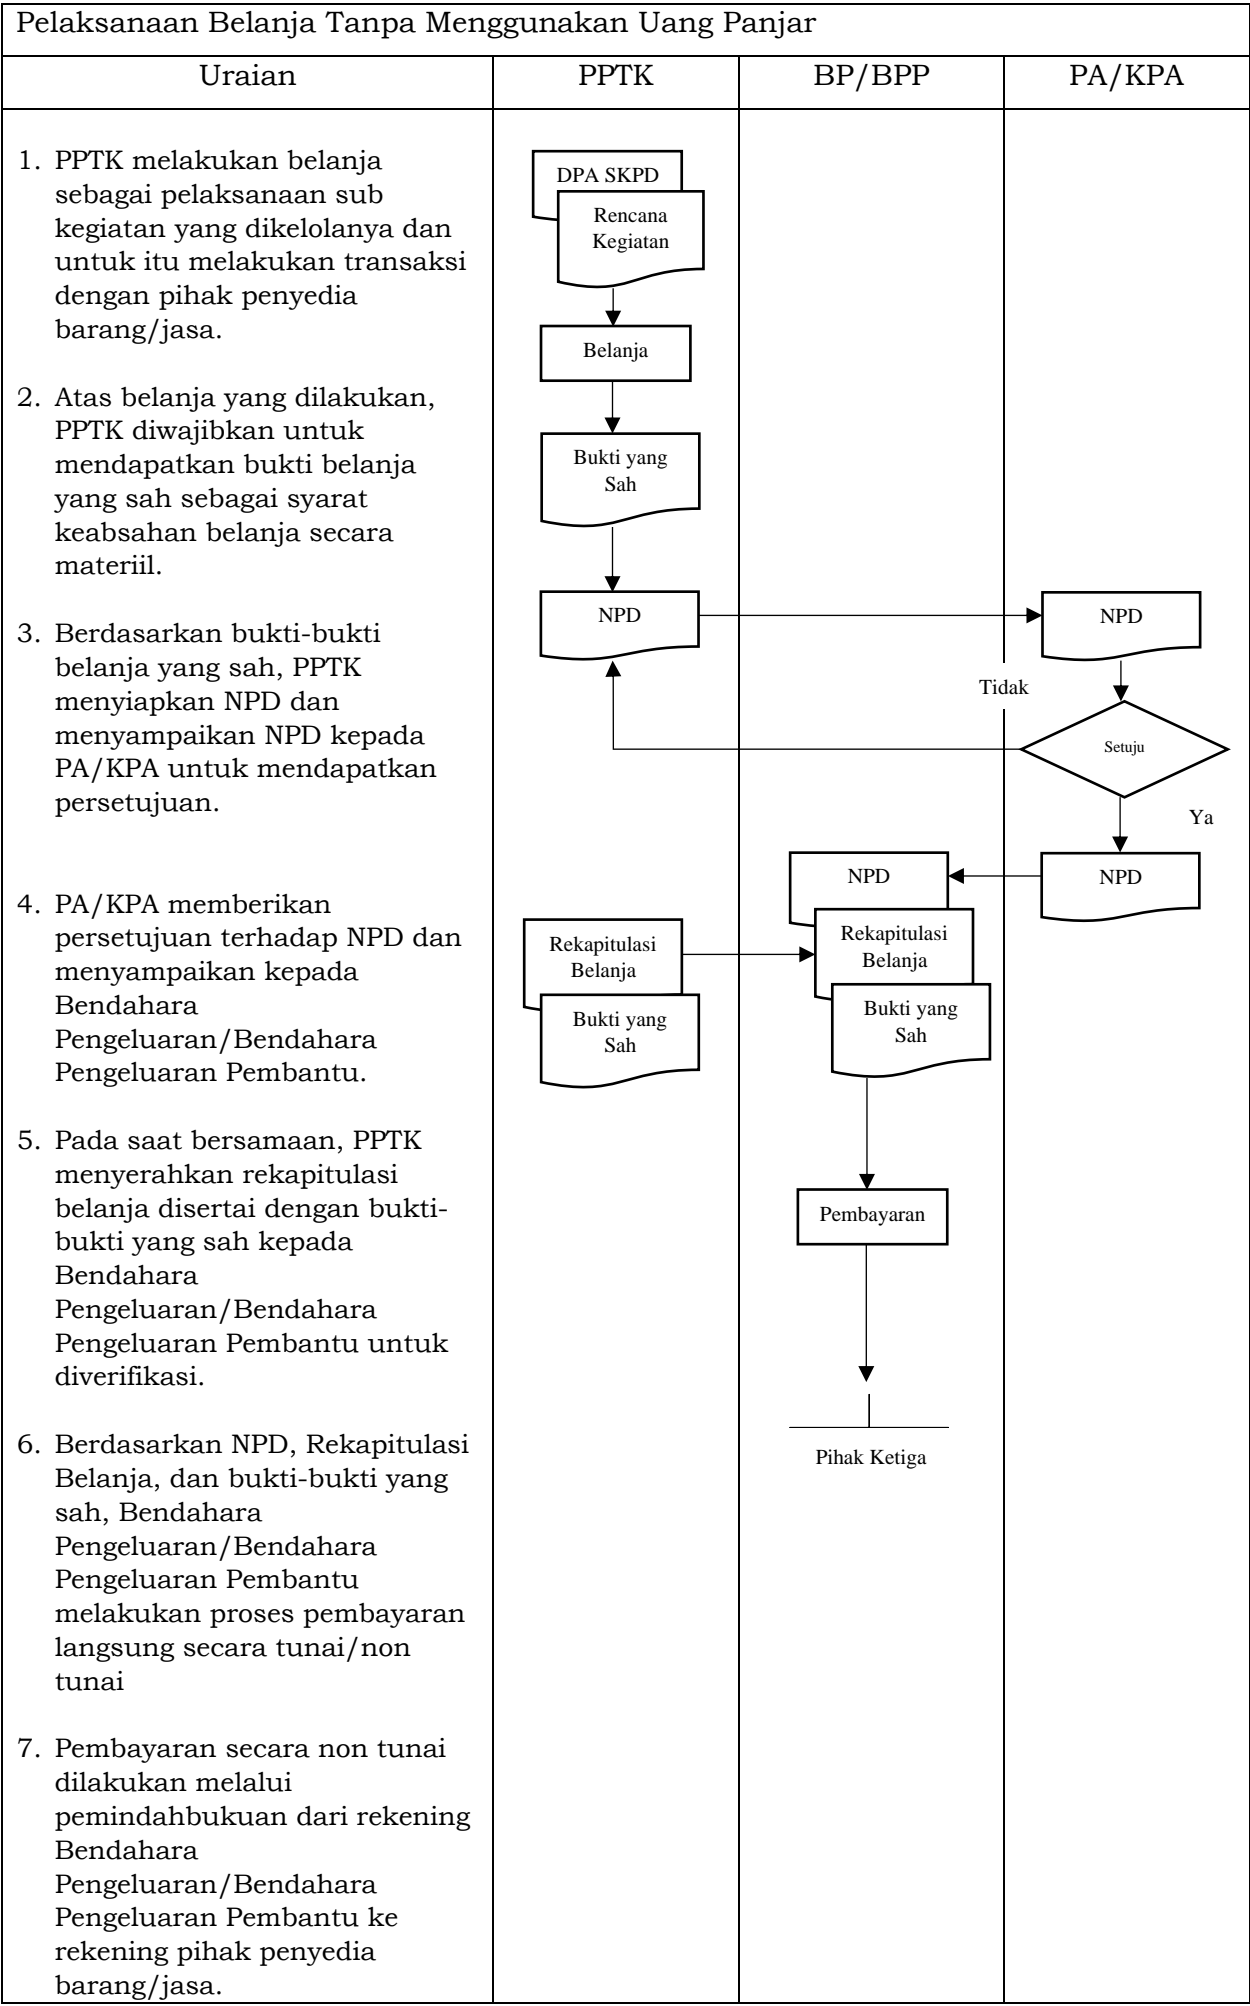 Pelaksanaan Belanja Tanpa Menggunakan Uang Panjar
Uraian
PPTK
BP/BPP
PA/KPA
1. PPTK melakukan belanja
sebagai pelaksanaan sub
kegiatan yang dikelolanya dan
untuk itu melakukan transaksi
dengan pihak penyedia
barang/jasa.
2. Atas belanja yang dilakukan,
PPTK diwajibkan untuk
mendapatkan bukti belanja
yang sah sebagai syarat
keabsahan belanja secara
materiil.
3. Berdasarkan bukti-bukti
belanja yang sah, PPTK
menyiapkan NPD dan
menyampaikan NPD kepada
PA/KPA untuk mendapatkan
persetujuan.
4. PA/KPA memberikan
persetujuan terhadap NPD dan
menyampaikan kepada
Bendahara
Pengeluaran/Bendahara
Pengeluaran Pembantu.
5. Pada saat bersamaan, PPTK
menyerahkan rekapitulasi
belanja disertai dengan bukti-
bukti yang sah kepada
Bendahara
Pengeluaran/Bendahara
Pengeluaran Pembantu untuk
diverifikasi.
6. Berdasarkan NPD, Rekapitulasi
Belanja, dan bukti-bukti yang
sah, Bendahara
Pengeluaran/Bendahara
Pengeluaran Pembantu
melakukan proses pembayaran
langsung secara tunai/non
tunai
7. Pembayaran secara non tunai
dilakukan melalui
pemindahbukuan dari rekening
Bendahara
Pengeluaran/Bendahara
Pengeluaran Pembantu ke
rekening pihak penyedia
barang/jasa.
DPA SKPD
Rencana
Kegiatan
Belanja
Bukti yang
Sah
NPD
NPD
Tidak
Setuju
Ya
NPD
NPD
Rekapitulasi
Belanja
Bukti yang
Sah
Rekapitulasi
Belanja
Bukti yang
Sah
Pembayaran
Pihak Ketiga